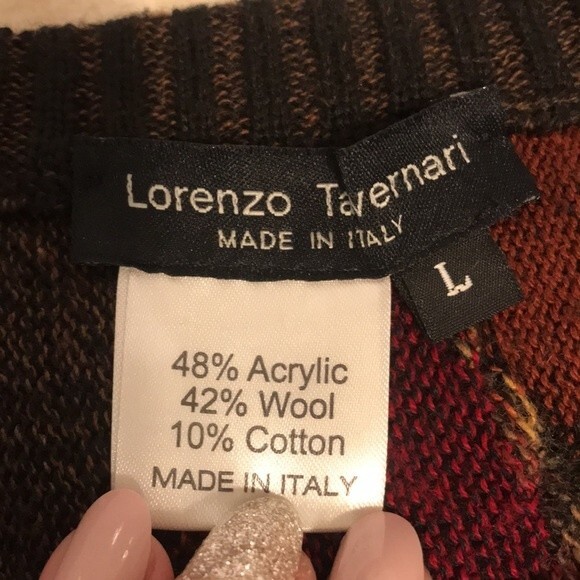 Lorenzo Tavernari
MADE IN ITALY
L
48% Acrylic
42% Wool
10% Cotton
MADE IN ITALY